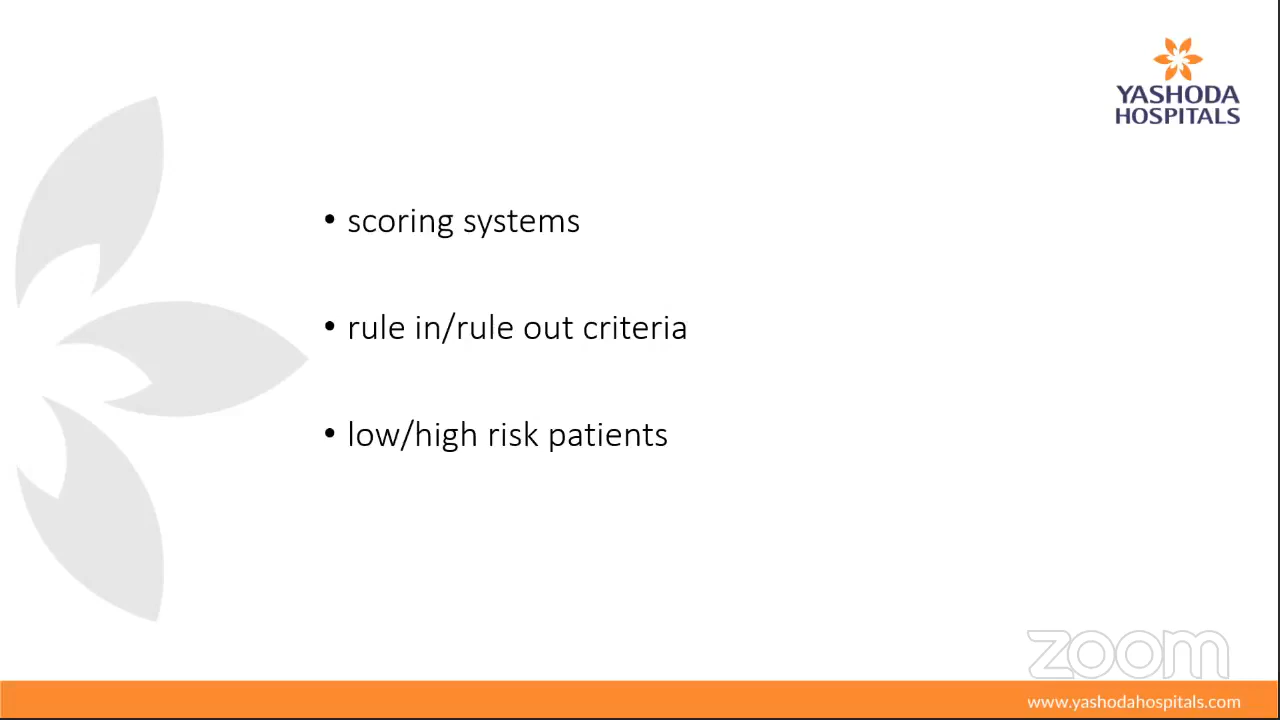 YASHODA
HOSPITALS
• scoring systems
• rule in/rule out criteria
• low/high risk patients
zoom
www.yashodahospitals.com